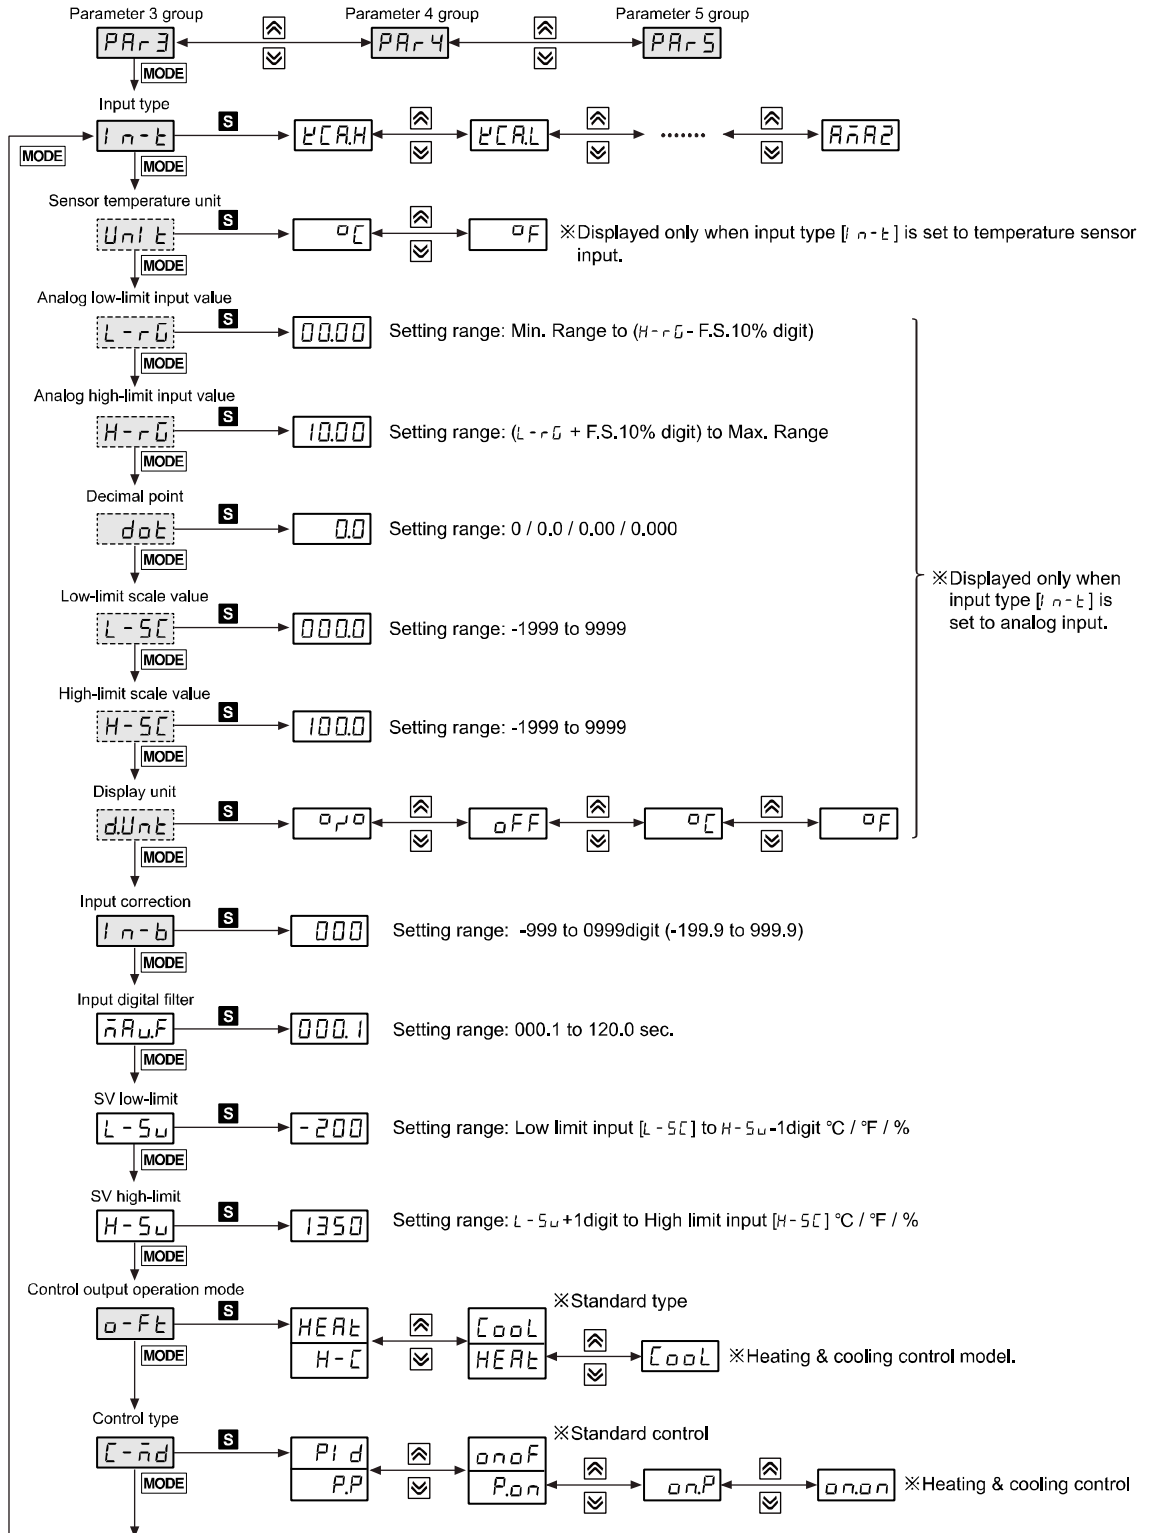 Parameter 3 group Parameter 4 group Parameter 5 group
PAr3 PAr4 PAr5
MODE
Input type
In-t S tCA.H tCA.L ······· AmA2
MODE MODE
Sensor temperature unit
UnIt S °C °F ※Displayed only when input type [In-t] is set to temperature sensor
input.
MODE
Analog low-limit input value
L-rG S 00.00 Setting range: Min. Range to (H-rG- F.S.10% digit)
MODE
Analog high-limit input value
H-rG S 10.00 Setting range: (L-rG + F.S.10% digit) to Max. Range
MODE
Decimal point
dot S 0.0 Setting range: 0 / 0.0 / 0.00 / 0.000
MODE
※Displayed only when
input type [In-t] is
set to analog input.
Low-limit scale value
L-SC S 000.0 Setting range: -1999 to 9999
MODE
High-limit scale value
H-SC S 100.0 Setting range: -1999 to 9999
MODE
Display unit
d.Unt S % oFF °C °F
MODE
Input correction
In-b S 000 Setting range: -999 to 0999digit (-199.9 to 999.9)
MODE
Input digital filter
mAv.F S 000.1 Setting range: 000.1 to 120.0 sec.
MODE
SV low-limit
L-Sv S -200 Setting range: Low limit input [L-SC] to H-Sv-1digit °C / °F / %
MODE
SV high-limit
H-Sv S 1350 Setting range: L-Sv+1digit to High limit input [H-SC] °C / °F / %
MODE
Control output operation mode
※Standard type
o-Ft S HEAt CooL
H-C HEAt CooL ※Heating & cooling control model.
MODE
Control type
※Standard control
C-md S PId onoF
P.P P.on on.P on.on ※Heating & cooling control
MODE